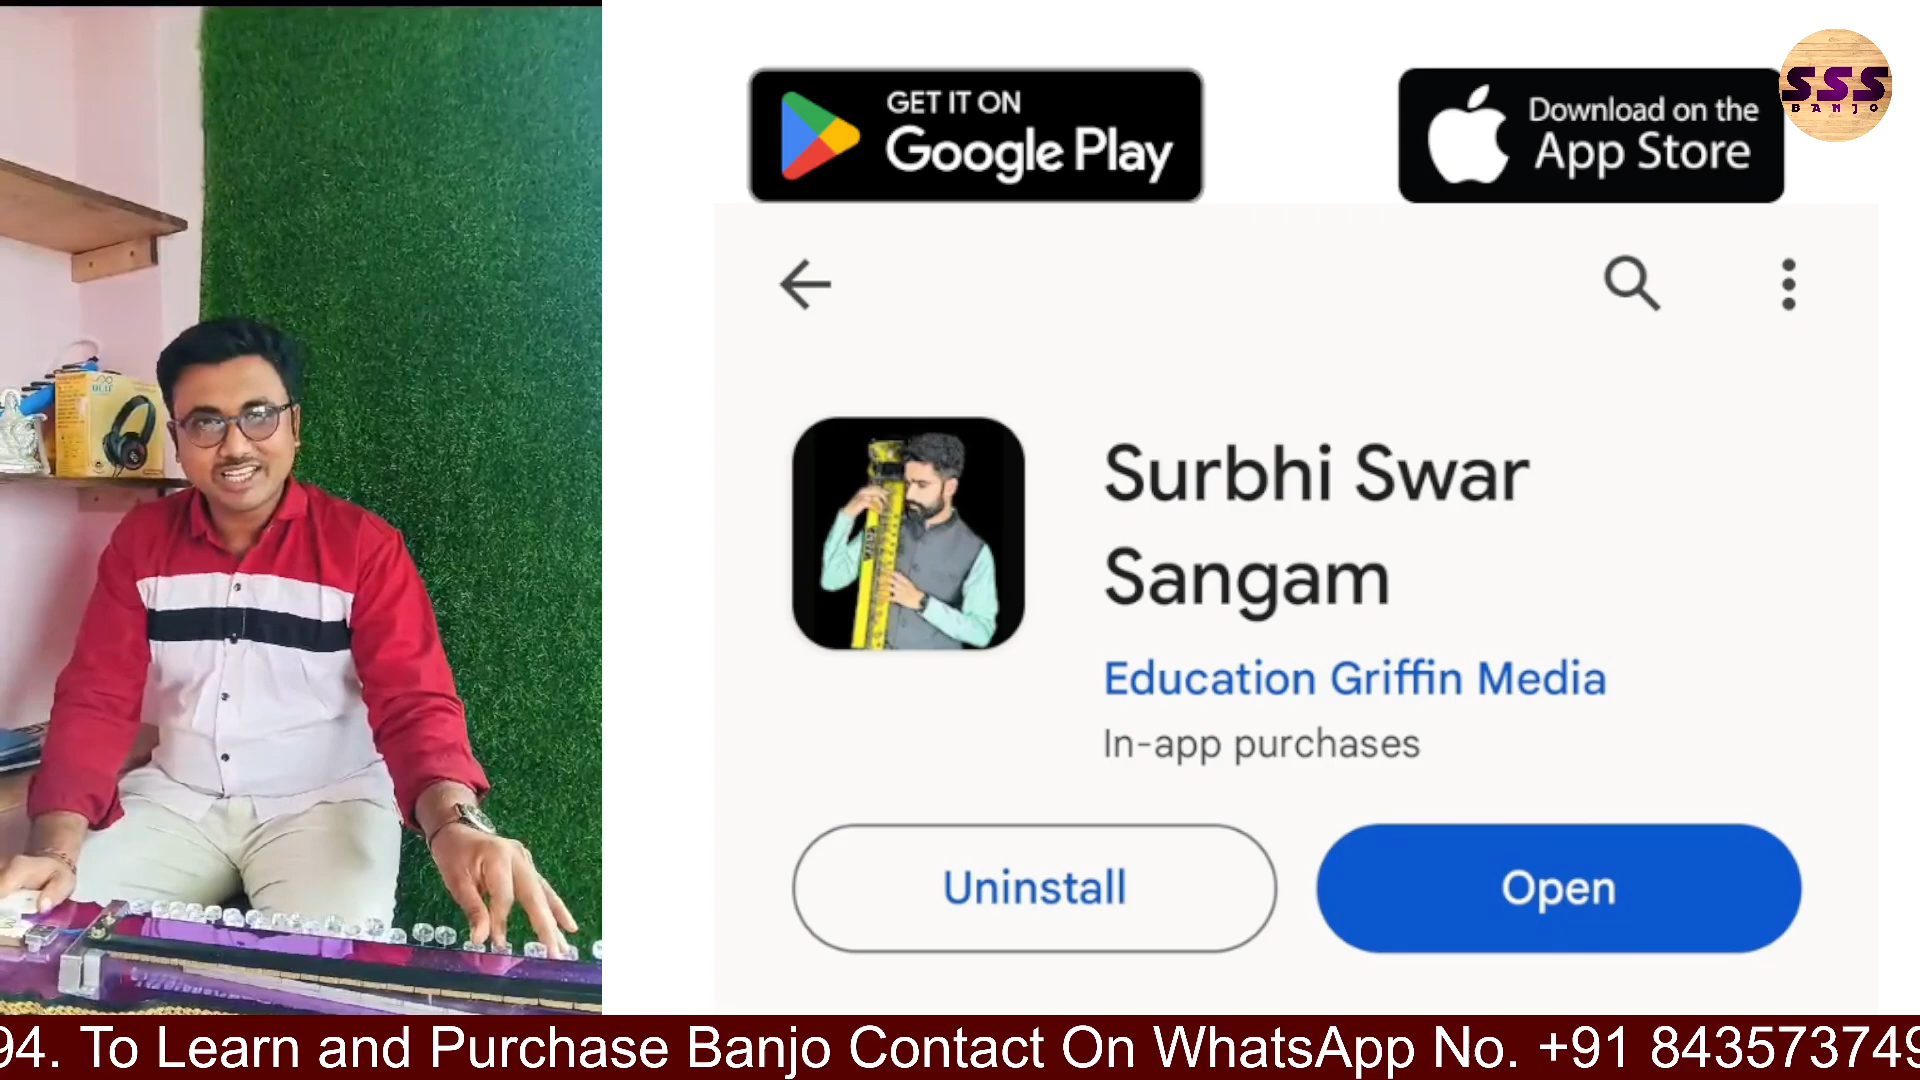 GET IT ON
Google Play
Download on the
App Store
SSS
BANJO
Surbhi Swar
Sangam
Education Griffin Media
In-app purchases
Uninstall
Open
94. To Learn and Purchase Banjo Contact On WhatsApp No. +91 843573749